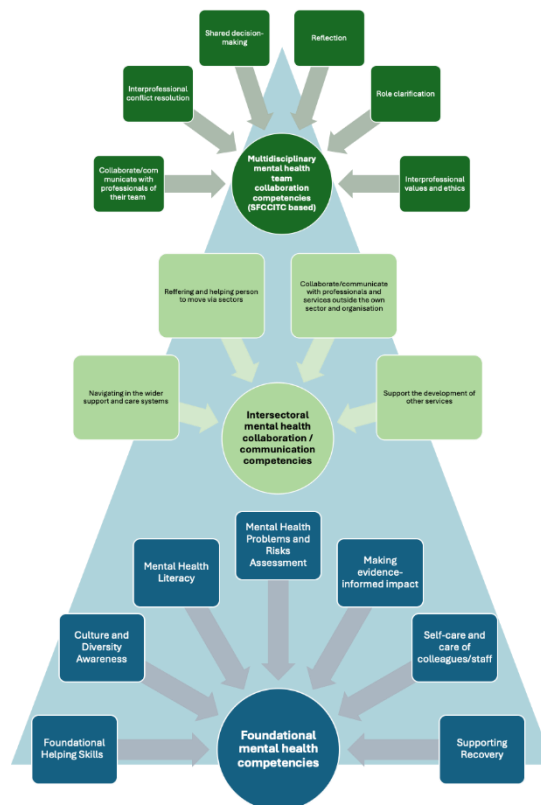 Shared decision-
making
Reflection
Interprofessional
conflict resolution
Role clarification
Collaborate/com
municate with
professionals of
their team
Multidisciplinary
mental health
team
collaboration
competencies
(SFCCITC based)
Interprofessional
values and ethics
Reffering and helping person
to move via sectors
Collaborate/communicate
with professionals and
services outside the own
sector and organisation
Navigating in the wider
support and care systems
Intersectoral
mental health
collaboration /
communication
competencies
Support the development of
other services
Mental Health
Problems and
Risks
Assessment
Mental Health
Literacy
Making
evidence-
informed impact
Culture and
Diversity
Awareness
Self-care and
care of
colleagues/staff
Foundational
Helping Skills
Foundational
mental health
competencies
Supporting
Recovery